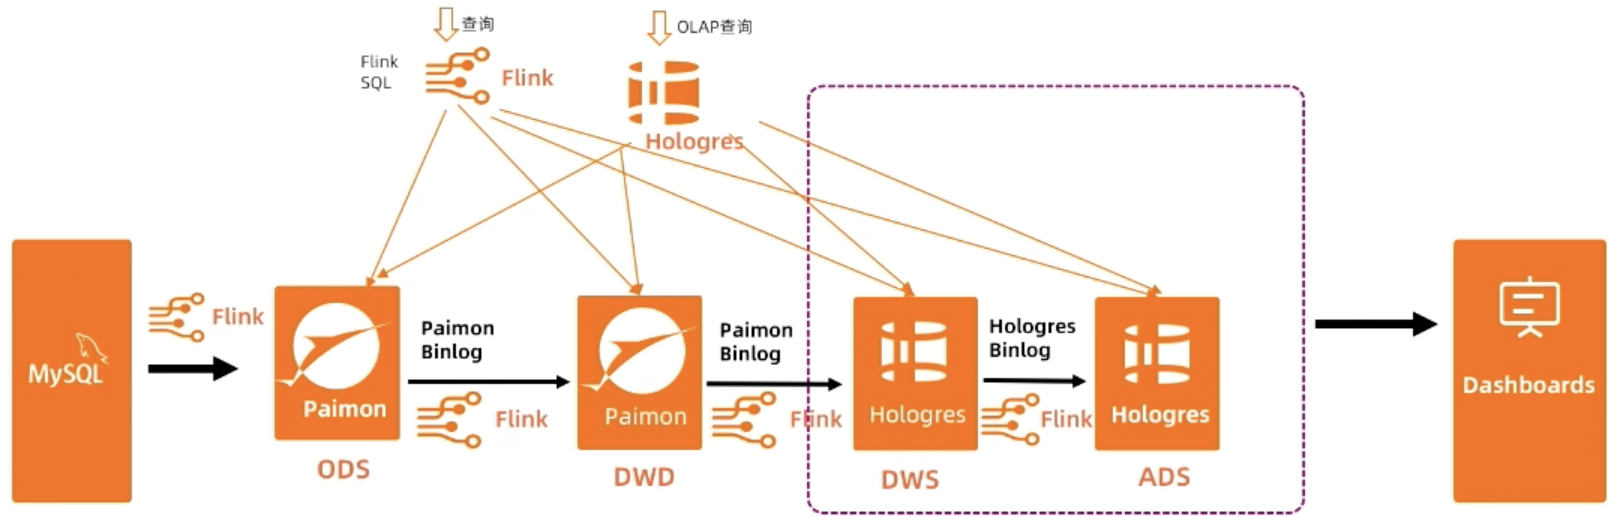 查询
OLAP查询
Flink
SQL
Flink
Hologres
MySQL
Flink
Paimon
ODS
Paimon
Binlog
Flink
Paimon
DWD
Paimon
Binlog
Flink
Hologres
DWS
Hologres
Binlog
Flink
Hologres
ADS
Dashboards